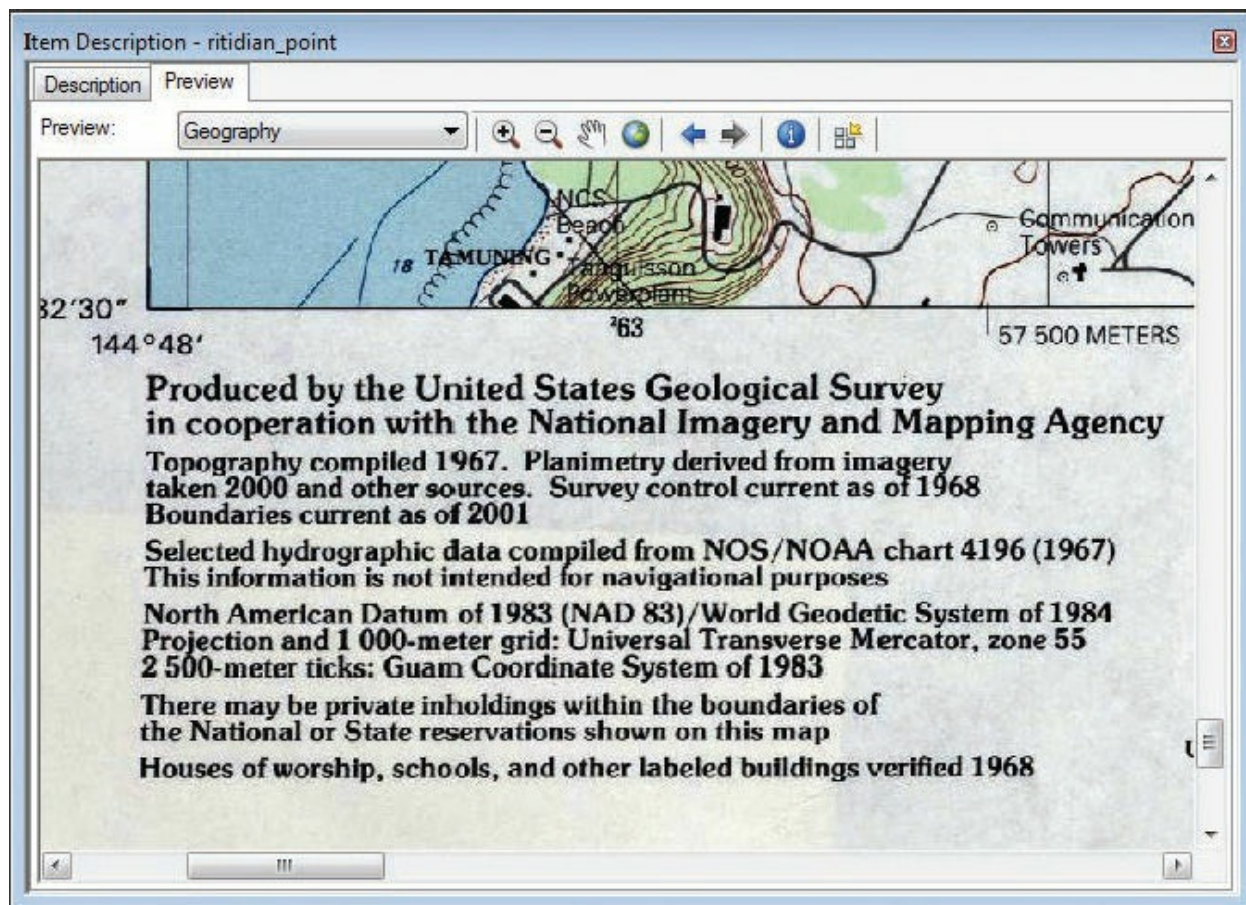 Item Description - ritidian_point
Description Preview
Preview: Geography
NCS
Beach
Communication
Towers
18 TAMUNING
Tanguisson
Powerplant
32'30"
²63
57 500 METERS
144°48'
Produced by the United States Geological Survey
in cooperation with the National Imagery and Mapping Agency
Topography compiled 1967. Planimetry derived from imagery
taken 2000 and other sources. Survey control current as of 1968
Boundaries current as of 2001
Selected hydrographic data compiled from NOS/NOAA chart 4196 (1967)
This information is not intended for navigational purposes
North American Datum of 1983 (NAD 83)/World Geodetic System of 1984
Projection and 1 000-meter grid: Universal Transverse Mercator, zone 55
2 500-meter ticks: Guam Coordinate System of 1983
There may be private inholdings within the boundaries of
the National or State reservations shown on this map
Houses of worship, schools, and other labeled buildings verified 1968